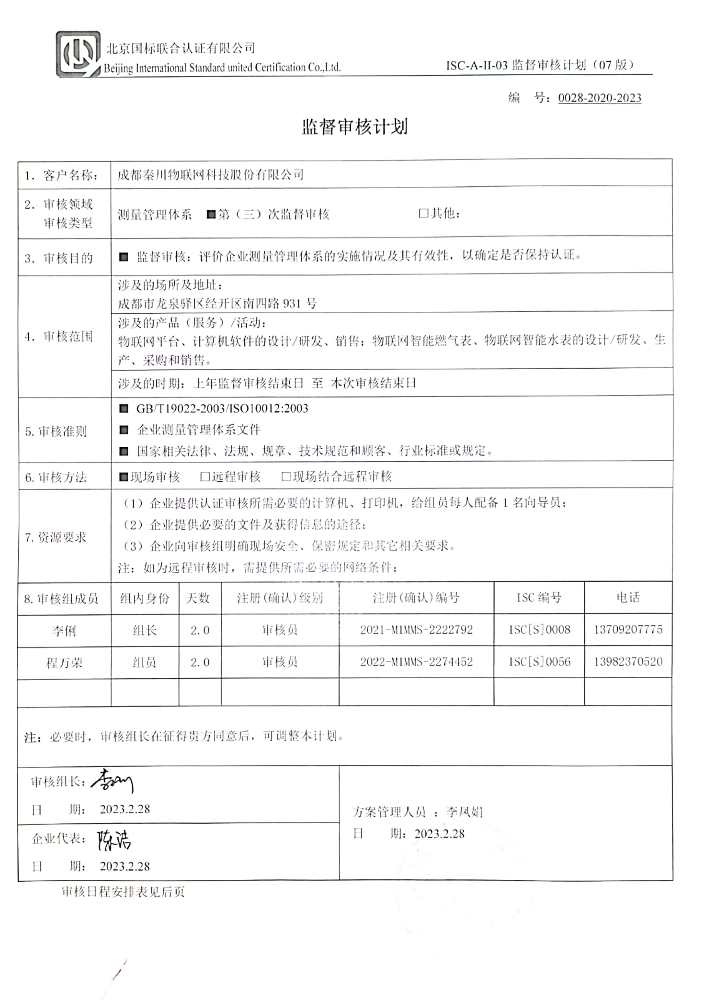 北京国标联合认证有限公司
Beijing International Standard united Certification Co.,Ltd.
ISC-A-II-03 监督审核计划（07 版）
编 号：0028-2020-2023
监督审核计划
1. 客户名称：
成都秦川物联网科技股份有限公司
2. 审核领域
审核类型
测量管理体系 ■第（三）次监督审核 □其他：
3. 审核目的
■ 监督审核：评价企业测量管理体系的实施情况及其有效性，以确定是否保持认证。
4. 审核范围
涉及的场所及地址：
成都市龙泉驿区经开区南四路 931 号
涉及的产品（服务）/活动：
物联网平台、计算机软件的设计/研发、销售；物联网智能燃气表、物联网智能水表的设计/研发、生
产、采购和销售。
涉及的时期：上年监督审核结束日 至 本次审核结束日
5. 审核准则
■ GB/T19022-2003/ISO10012:2003
■ 企业测量管理体系文件
■ 国家相关法律、法规、规章、技术规范和顾客、行业标准或规定。
6. 审核方法
■现场审核 □远程审核 □现场结合远程审核
7. 资源要求
（1）企业提供认证审核所需必要的计算机、打印机，给组员每人配备 1 名向导员；
（2）企业提供必要的文件及获得信息的途径；
（3）企业向审核组明确现场安全、保密规定和其它相关要求。
注：如为远程审核时，需提供所需必要的网络条件；
8. 审核组成员 组内身份 天数 注册(确认)级别 注册(确认)编号 ISC 编号 电话
李俐 组长 2.0 审核员 2021-M1MMS-2222792 ISC[S]0008 13709207775
程万荣 组员 2.0 审核员 2022-M1MMS-2274452 ISC[S]0056 13982370520
注：必要时，审核组长在征得贵方同意后，可调整本计划。
审核组长：李俐
日 期： 2023.2.28
企业代表：陈浩
日 期： 2023.2.28
方案管理人员 ：李凤娟
日 期：2023.2.28
审核日程安排表见后页